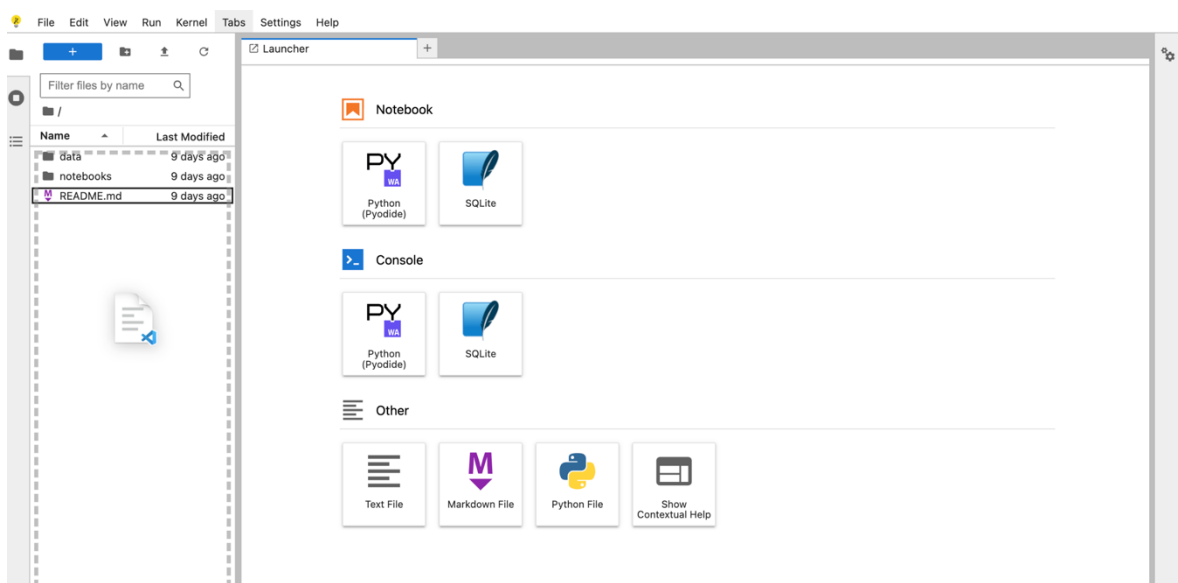 File Edit View Run Kernel Tabs Settings Help
+
Filter files by name
/
Name Last Modified
data 9 days ago
notebooks 9 days ago
M README.md 9 days ago
Launcher +
Notebook
PY WA
Python
(Pyodide)
SQLite
>_ Console
PY WA
Python
(Pyodide)
SQLite
Other
Text File
M
Markdown File
Python File
Show
Contextual Help